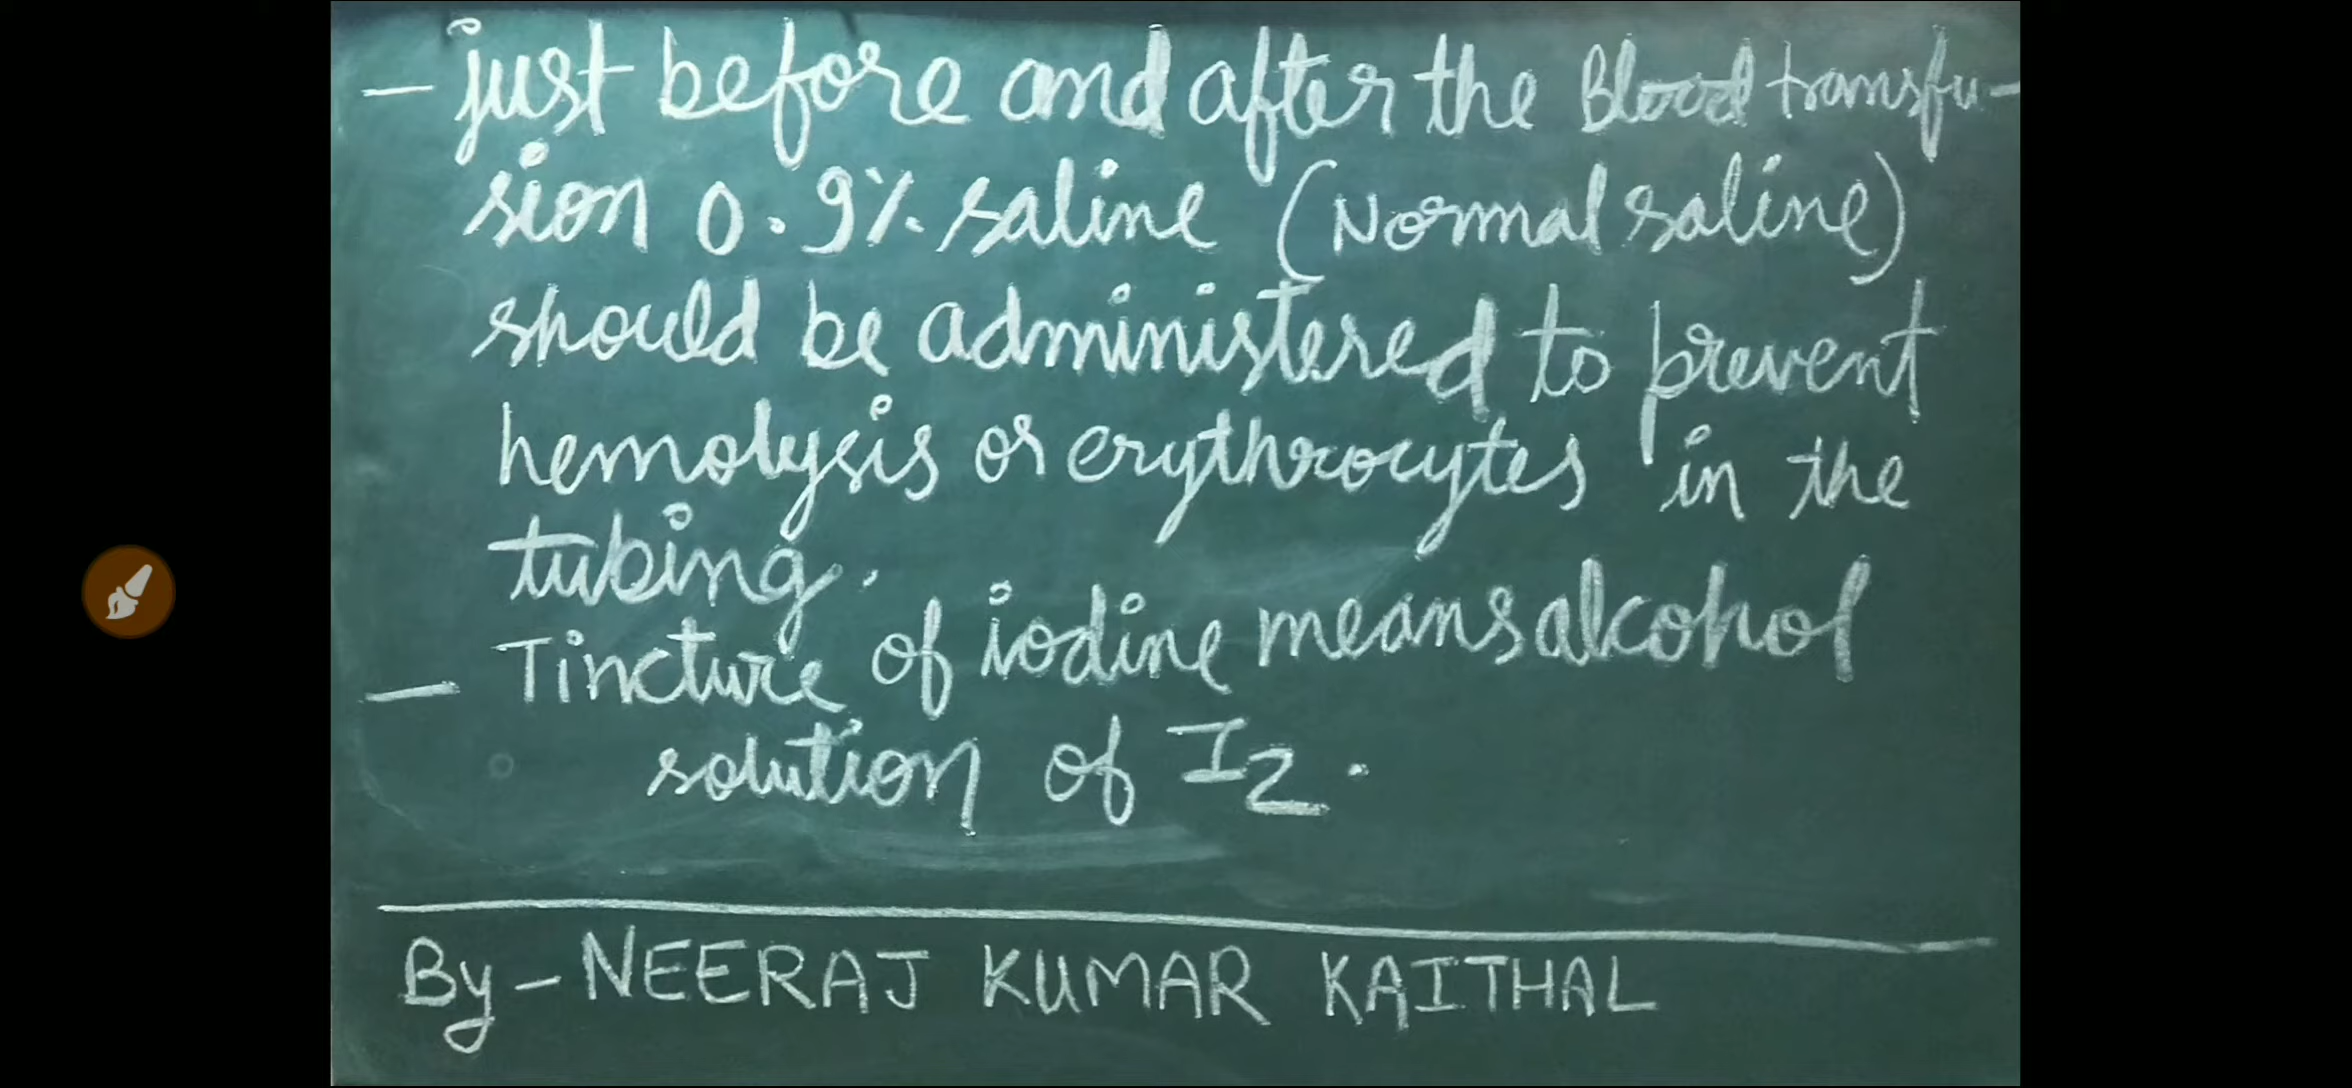 - just before and after the Blood transfu-
sion 0.9% saline (Normal saline)
should be administered to prevent
hemolysis or erythrocytes in the
tubing.
- Tincture of iodine means alcohol
solution of I2.
By - NEERAJ KUMAR KAITHAL